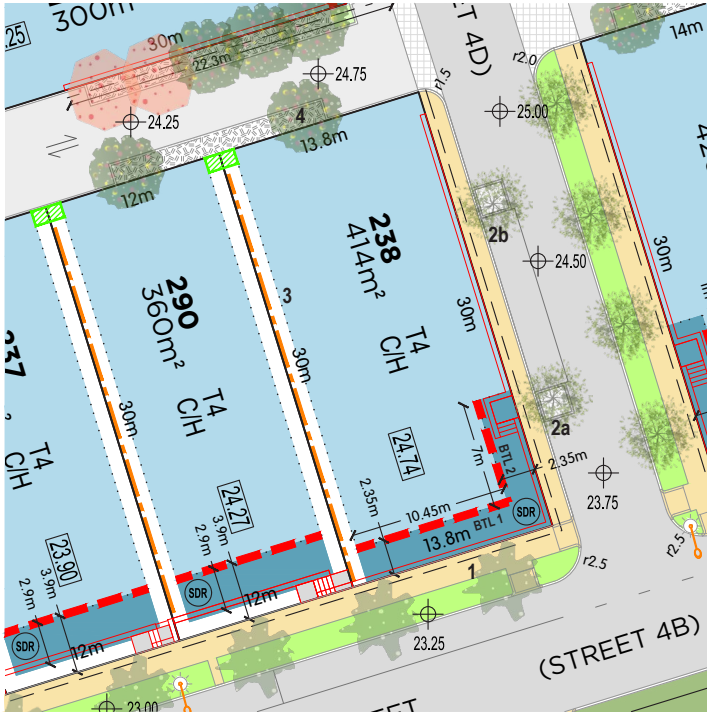 .25
300m
30m
22.3m
24.75
24.25
4
13.8m
12m
r1.5
ET 4D)
r2.0
25.00
14m
42
30m
2b
24.50
238
414m²
T4
C/H
30m
3
290
360m²
T4
C/H
30m
30m
237
²
T4
C/H
24.74
24.27
23.90
7m
BTL 2
2a
2.35m
23.75
2.35m
10.45m
BTL 1
SDR
13.8m
3.9m
2.9m
SDR
12m
3.9m
2.9m
SDR
12m
1
r2.5
r2.5
23.25
(STREET 4B)
23.00